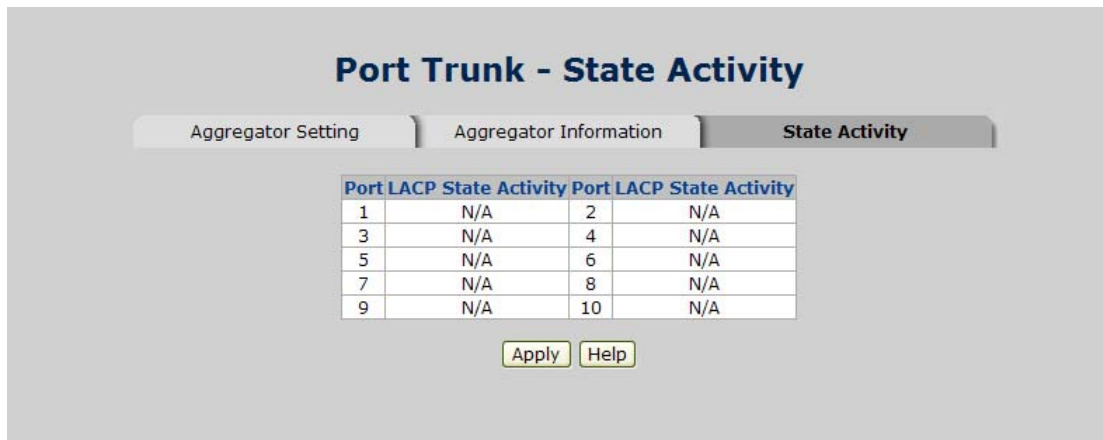 Port Trunk - State Activity
Aggregator Setting Aggregator Information State Activity
Port LACP State Activity Port LACP State Activity
1 N/A 2 N/A
3 N/A 4 N/A
5 N/A 6 N/A
7 N/A 8 N/A
9 N/A 10 N/A
Apply Help